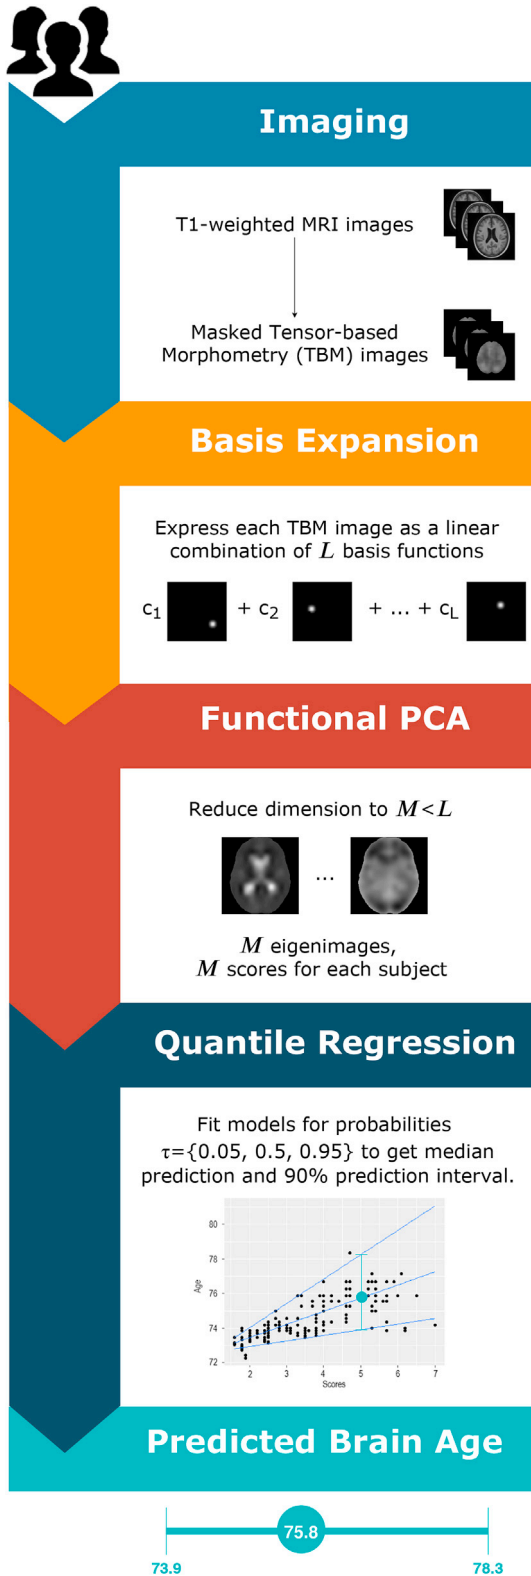 Imaging
T1-weighted MRI images
Masked Tensor-based
Morphometry (TBM) images
Basis Expansion
Express each TBM image as a linear
combination of L basis functions
c1 + c2 + ... + cL
Functional PCA
Reduce dimension to M<L
...
M eigenimages,
M scores for each subject
Quantile Regression
Fit models for probabilities
τ={0.05, 0.5, 0.95} to get median
prediction and 90% prediction interval.
80
78
76
74
72
Age
2 3 4 5 6 7
Scores
Predicted Brain Age
75.8
73.9 78.3